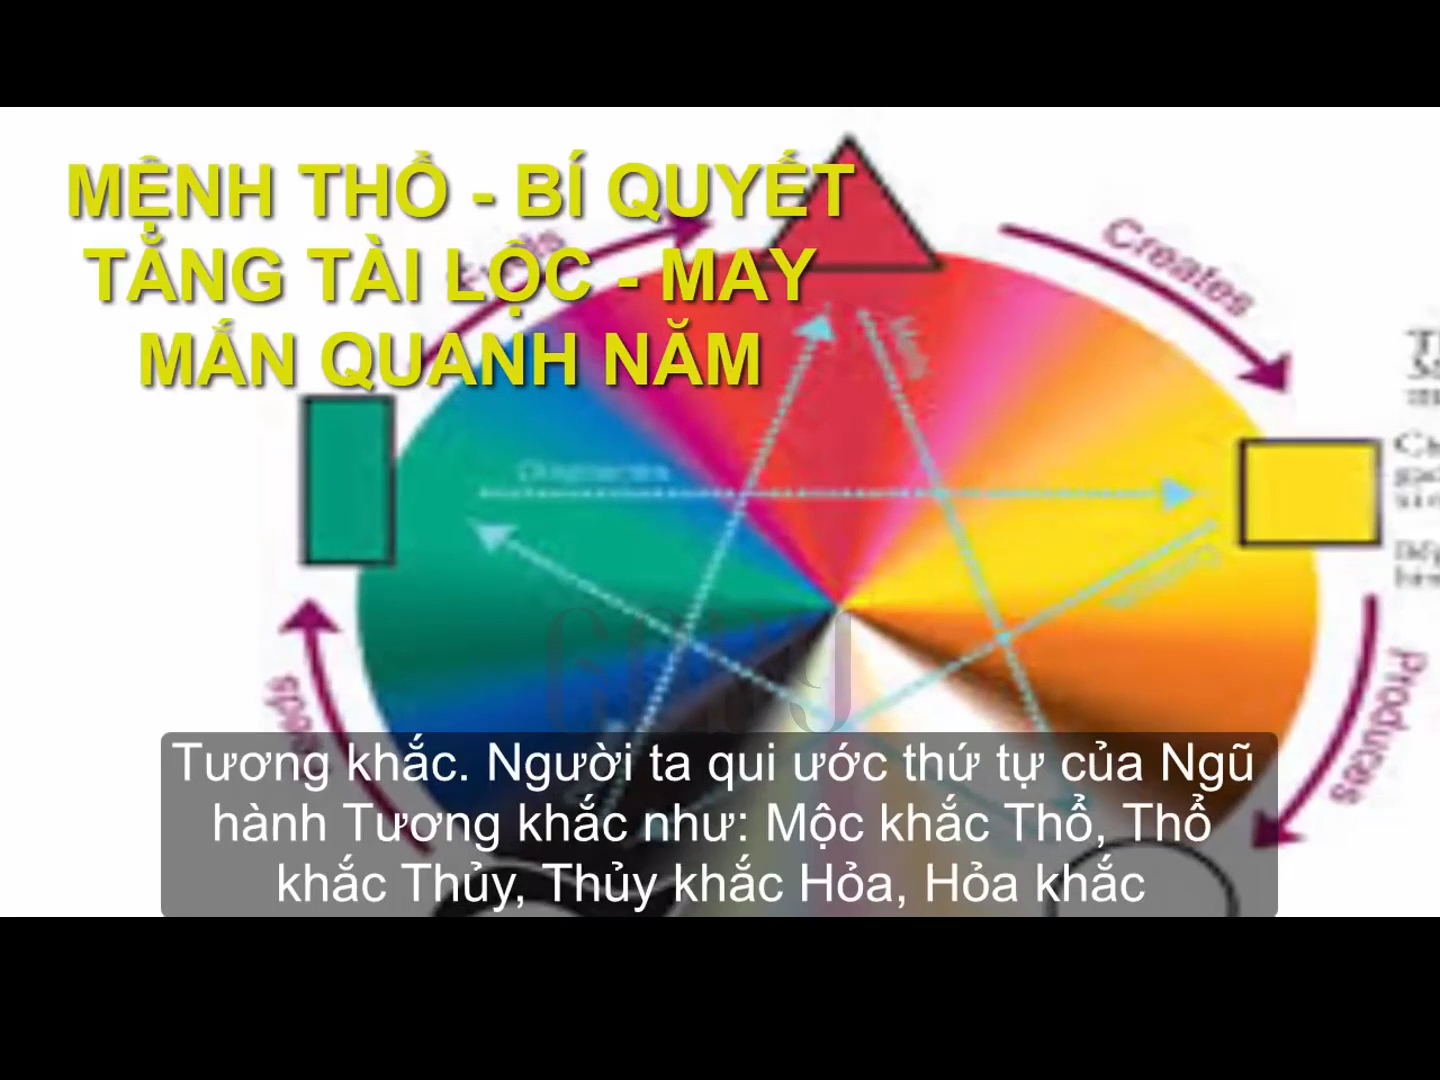 MỆNH THỔ - BÍ QUYẾT
TĂNG TÀI LỘC - MAY
MẮN QUANH NĂM
Creates
Produces
Tương khắc. Người ta qui ước thứ tự của Ngũ
hành Tương khắc như: Mộc khắc Thổ, Thổ
khắc Thủy, Thủy khắc Hỏa, Hỏa khắc